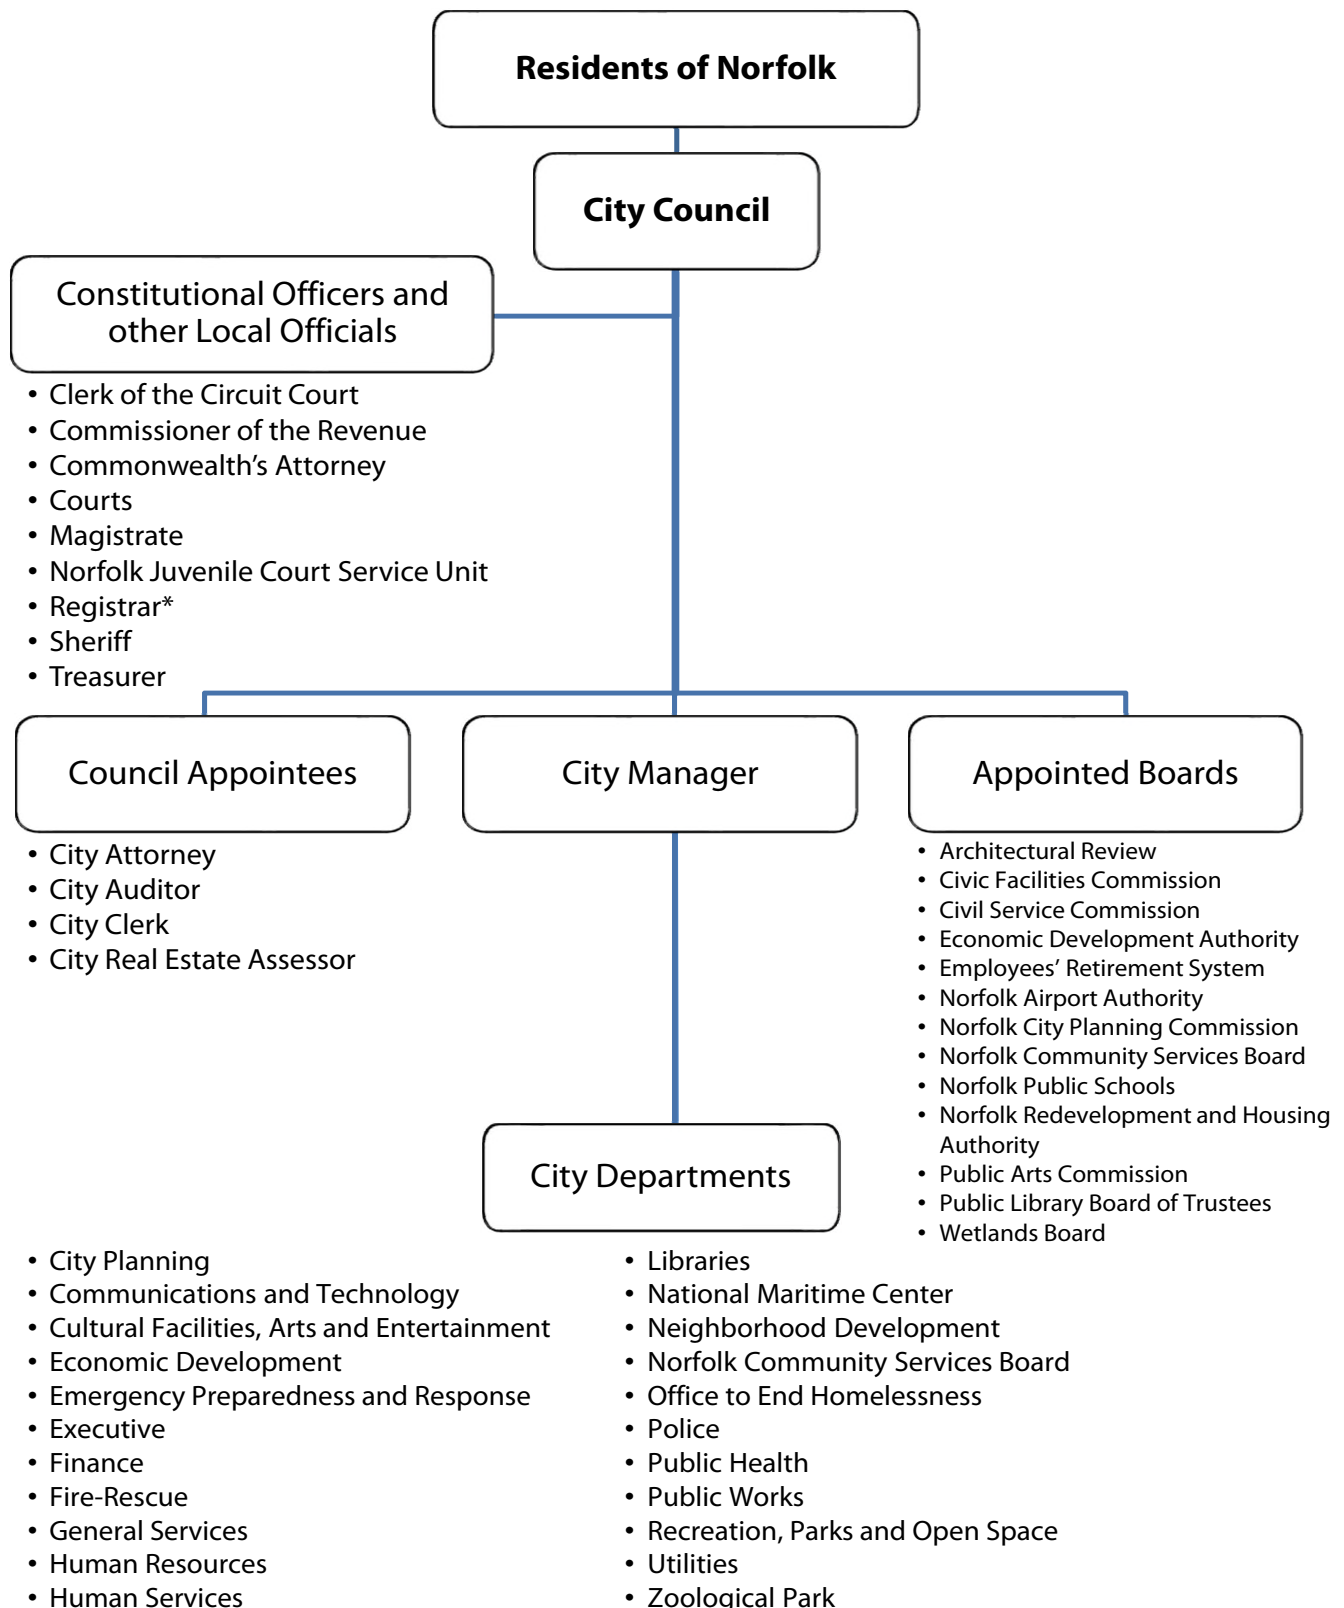 Residents of Norfolk
City Council
Constitutional Officers and
other Local Officials
• Clerk of the Circuit Court
• Commissioner of the Revenue
• Commonwealth’s Attorney
• Courts
• Magistrate
• Norfolk Juvenile Court Service Unit
• Registrar*
• Sheriff
• Treasurer
Council Appointees
• City Attorney
• City Auditor
• City Clerk
• City Real Estate Assessor
City Manager
Appointed Boards
• Architectural Review
• Civic Facilities Commission
• Civil Service Commission
• Economic Development Authority
• Employees’ Retirement System
• Norfolk Airport Authority
• Norfolk City Planning Commission
• Norfolk Community Services Board
• Norfolk Public Schools
• Norfolk Redevelopment and Housing
Authority
• Public Arts Commission
• Public Library Board of Trustees
• Wetlands Board
City Departments
• City Planning
• Communications and Technology
• Cultural Facilities, Arts and Entertainment
• Economic Development
• Emergency Preparedness and Response
• Executive
• Finance
• Fire-Rescue
• General Services
• Human Resources
• Human Services
• Libraries
• National Maritime Center
• Neighborhood Development
• Norfolk Community Services Board
• Office to End Homelessness
• Police
• Public Health
• Public Works
• Recreation, Parks and Open Space
• Utilities
• Zoological Park